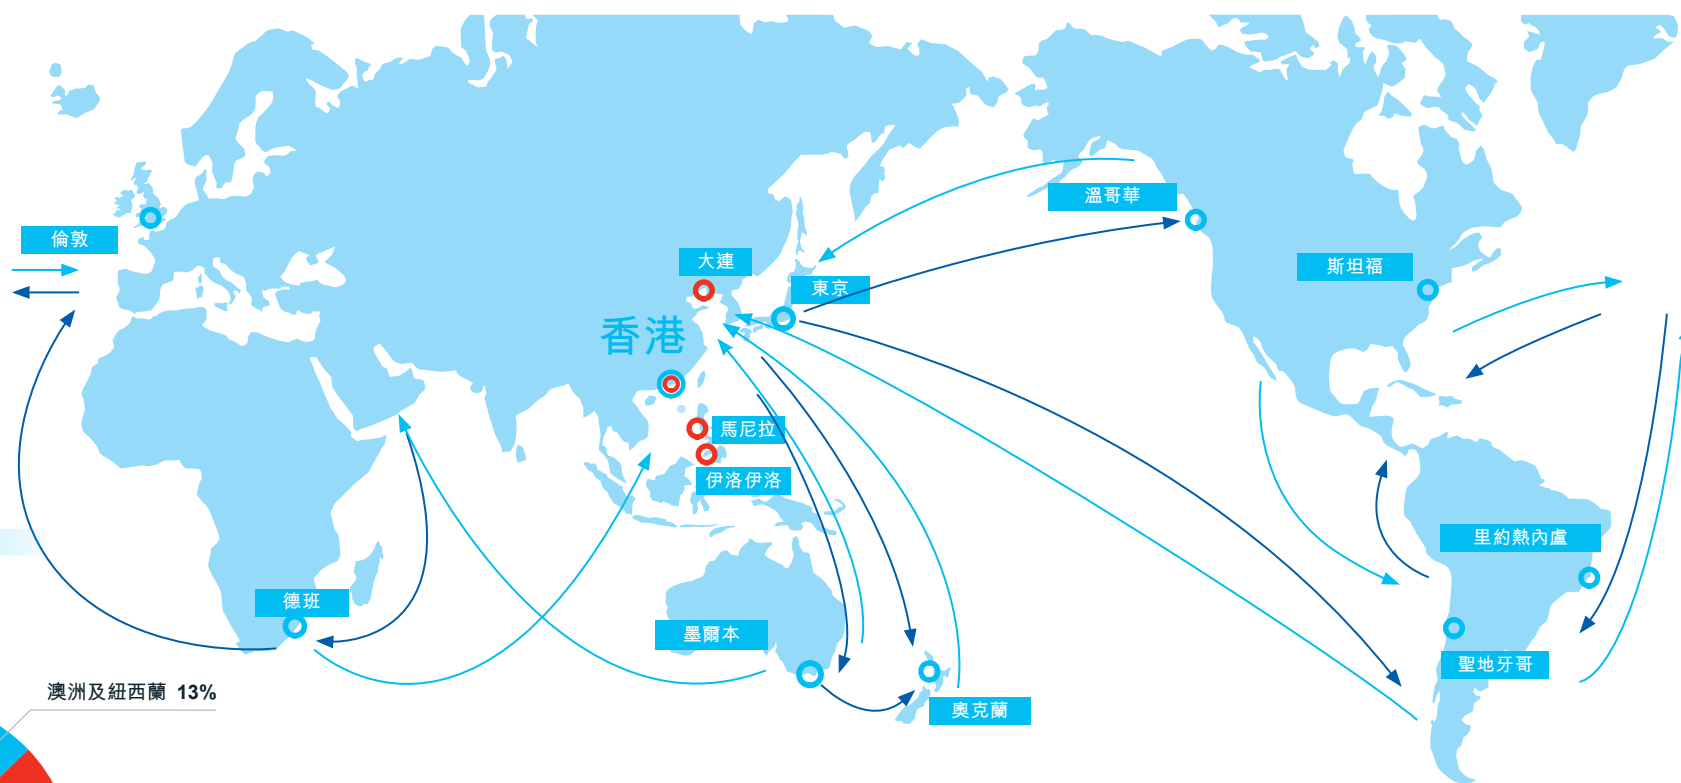 溫哥華
倫敦
大連
斯坦福
東京
香港
馬尼拉
伊洛伊洛
里約熱內盧
德班
墨爾本
聖地牙哥
澳洲及紐西蘭 13%
奧克蘭